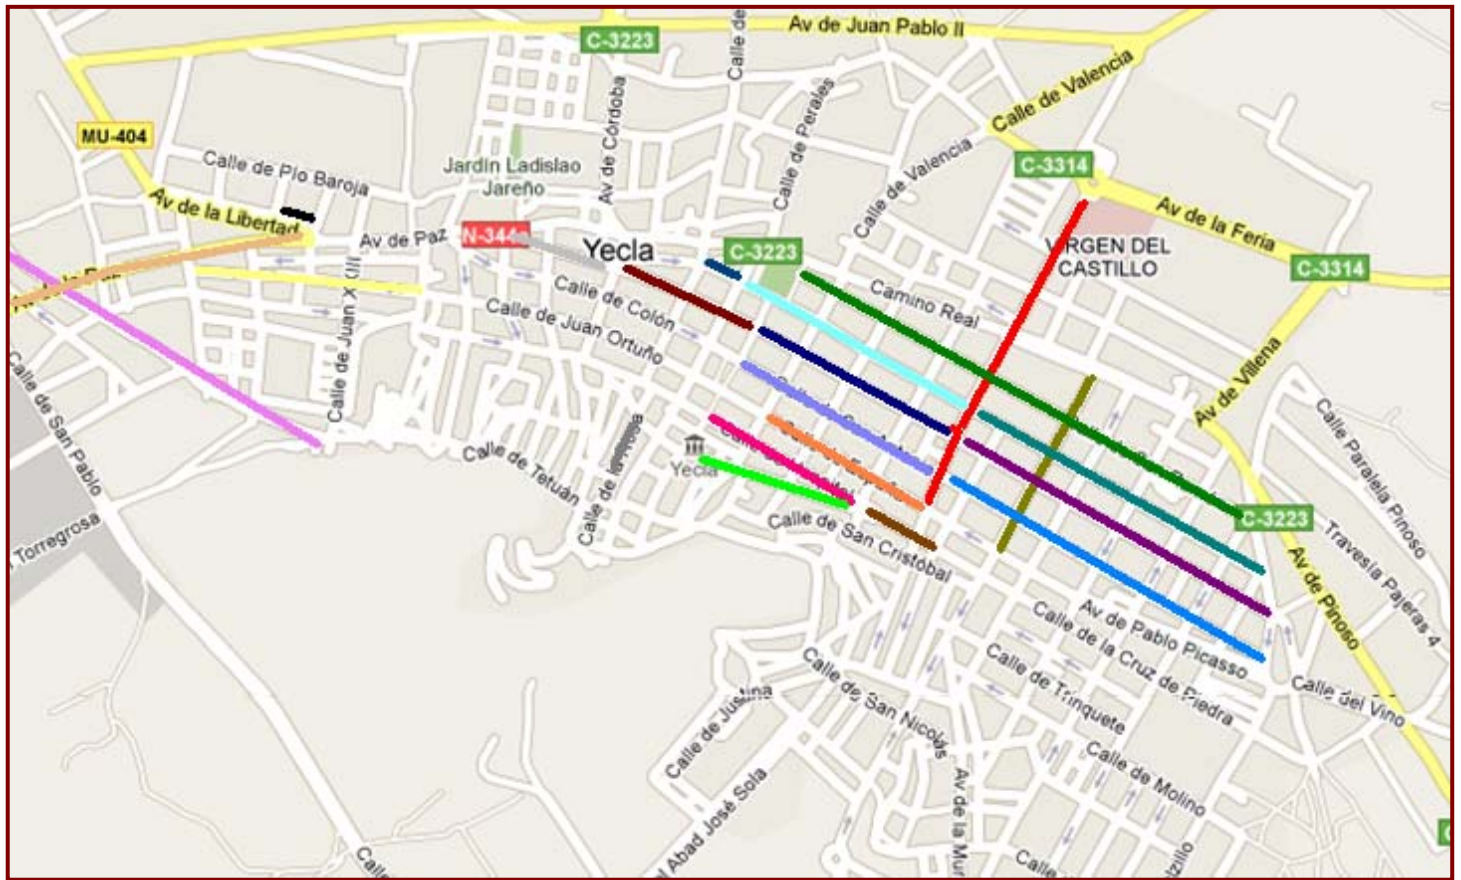 Av de Juan Pablo II
C-3223
Calle de
Calle de Valencia
MU-404
Av de Córdoba
Calle de Perales
Calle de Pío Baroja
Jardín Ladislao
Jareño
Calle de Valencia
C-3314
Av de la Libertad
Av de Paz
N-344
Yecla
C-3223
Av de la Feria
VIRGEN DEL
CASTILLO
C-3314
Calle de Juan XXIII
Calle de Colón
Camino Real
Calle de Juan Ortuño
Av de Villena
Calle de San Pablo
Calle Paralela Pinoso
Calle de la Rosa
Yecla
Calle de Tetuán
C-3223
Torregrosa
Calle de San Cristóbal
Travesía Pajeras 4
Av de Pinoso
Av de Pablo Picasso
Calle de la Cruz de Piedra
Calle de Trinquete
Calle del Vino
Calle de San Nicolás
Calle de Justina
Calle de Molino
Abad José Sola
Av de la
Calle
Calle